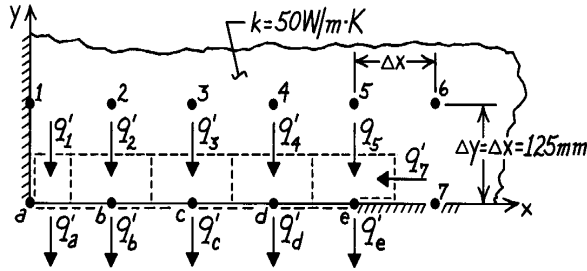 y
k=50W/m·K
Δx
1 2 3 4 5 6
q'1 q'2 q'3 q'4 q5 q'7
Δy=Δx=125mm
a b c d e 7 x
q'a q'b q'c q'd q'e